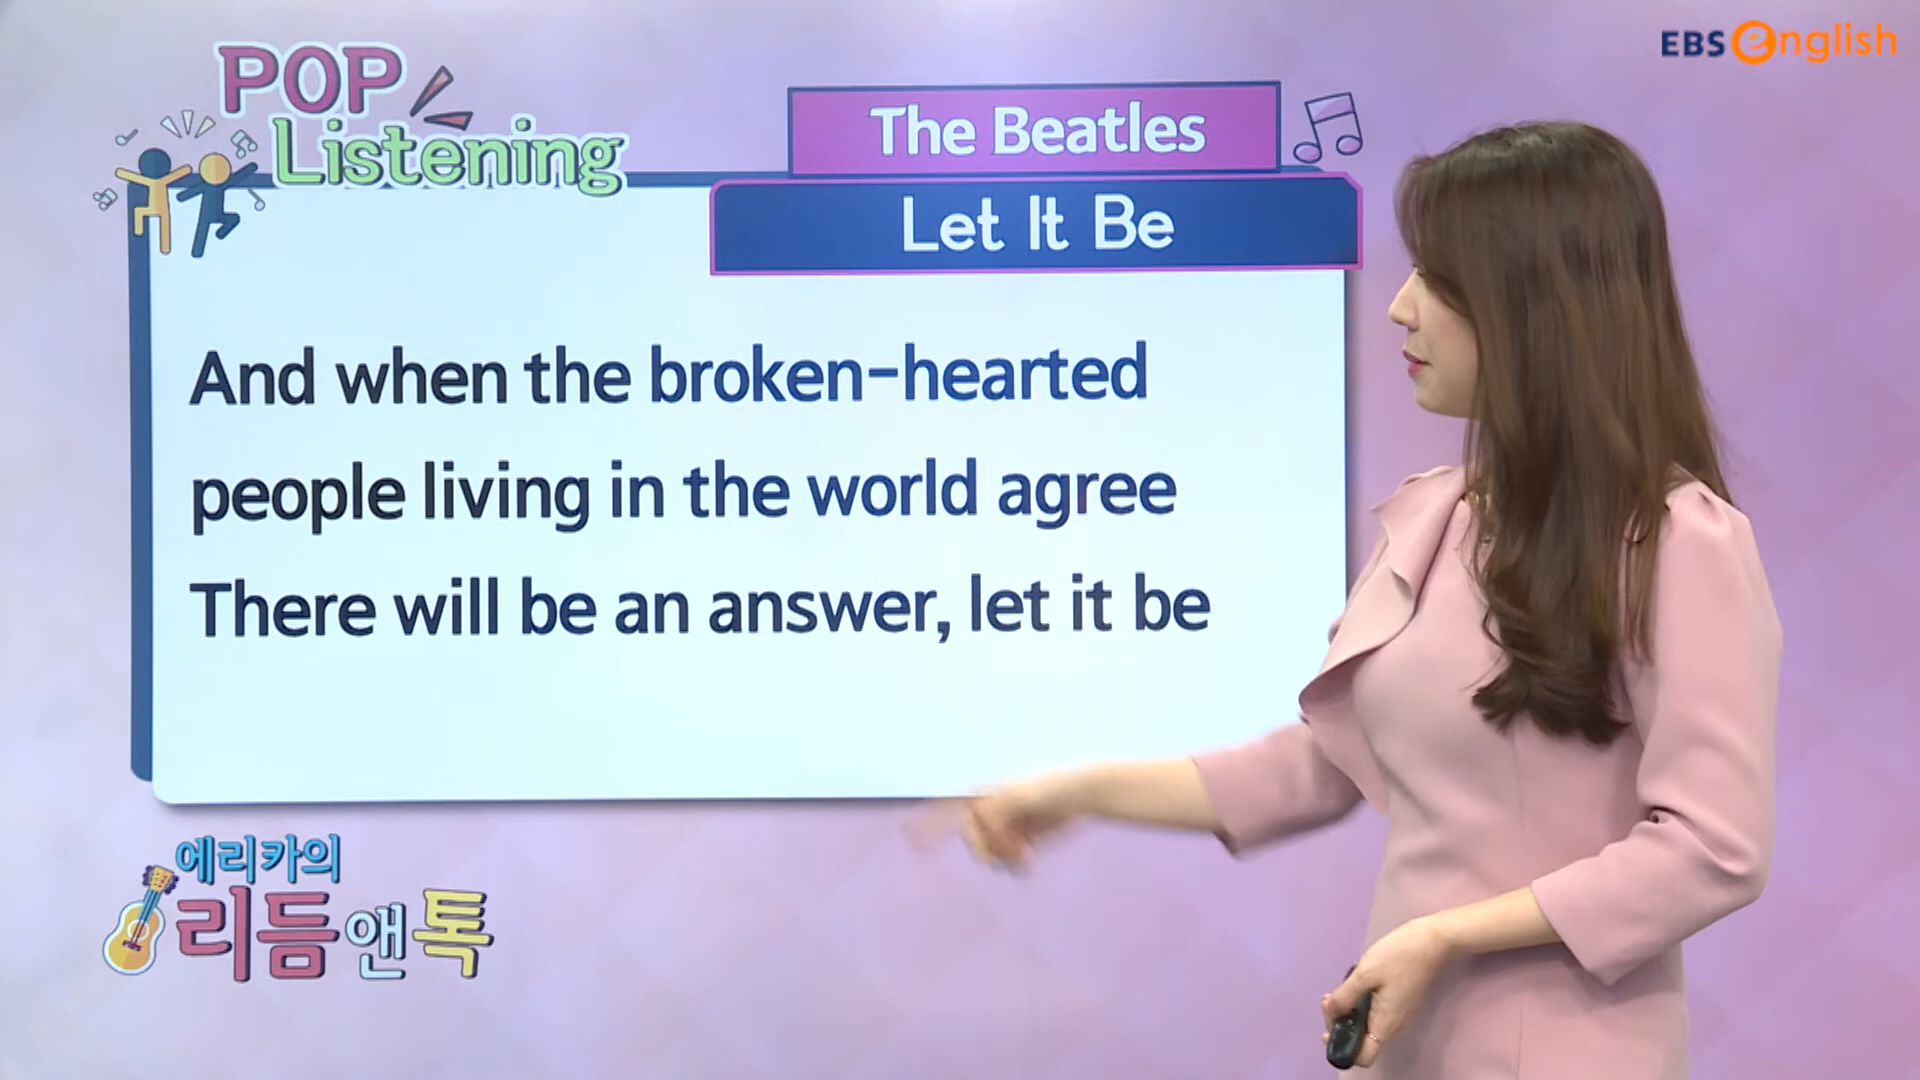 EBS english
POP
Listening
The Beatles
Let It Be
And when the broken-hearted
people living in the world agree
There will be an answer, let it be
에리카의
리듬앤톡